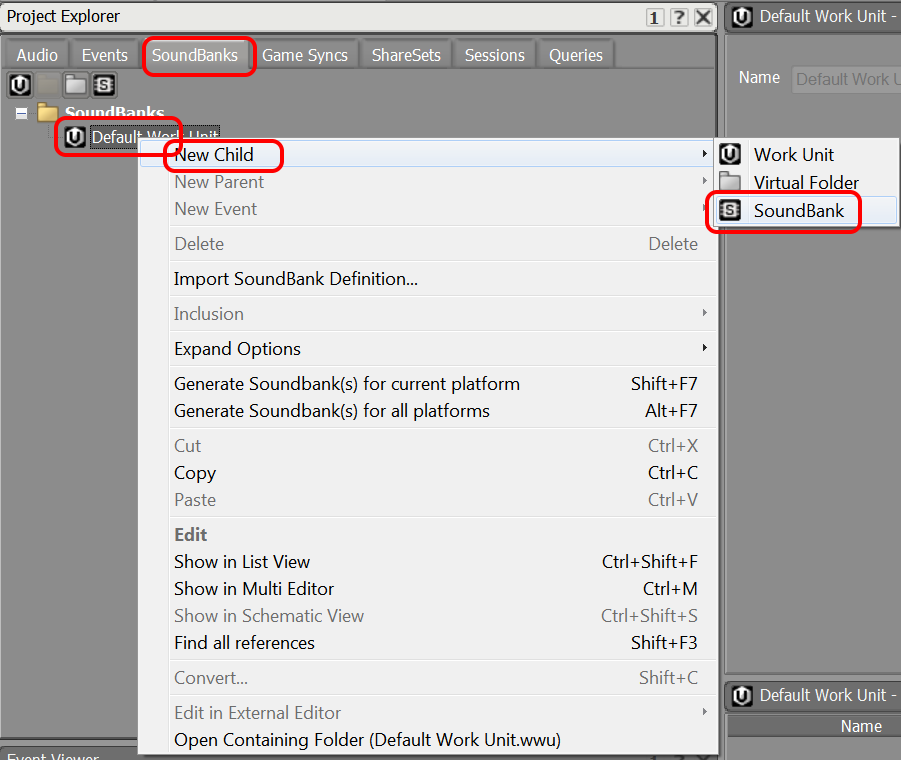 Project Explorer
1 ?
Default Work Unit -
Audio Events SoundBanks Game Syncs ShareSets Sessions Queries
Name Default Work U
S
SoundBanks
Default Work Unit
New Child
Work Unit
New Parent
Virtual Folder
New Event
S SoundBank
Delete Delete
Import SoundBank Definition...
Inclusion
Expand Options
Generate Soundbank(s) for current platform Shift+F7
Generate Soundbank(s) for all platforms Alt+F7
Cut Ctrl+X
Copy Ctrl+C
Paste Ctrl+V
Edit
Show in List View Ctrl+Shift+F
Show in Multi Editor Ctrl+M
Show in Schematic View Ctrl+Shift+S
Find all references Shift+F3
Convert... Shift+C
Default Work Unit -
Edit in External Editor
Name
Open Containing Folder (Default Work Unit.wwu)
Event Viewer